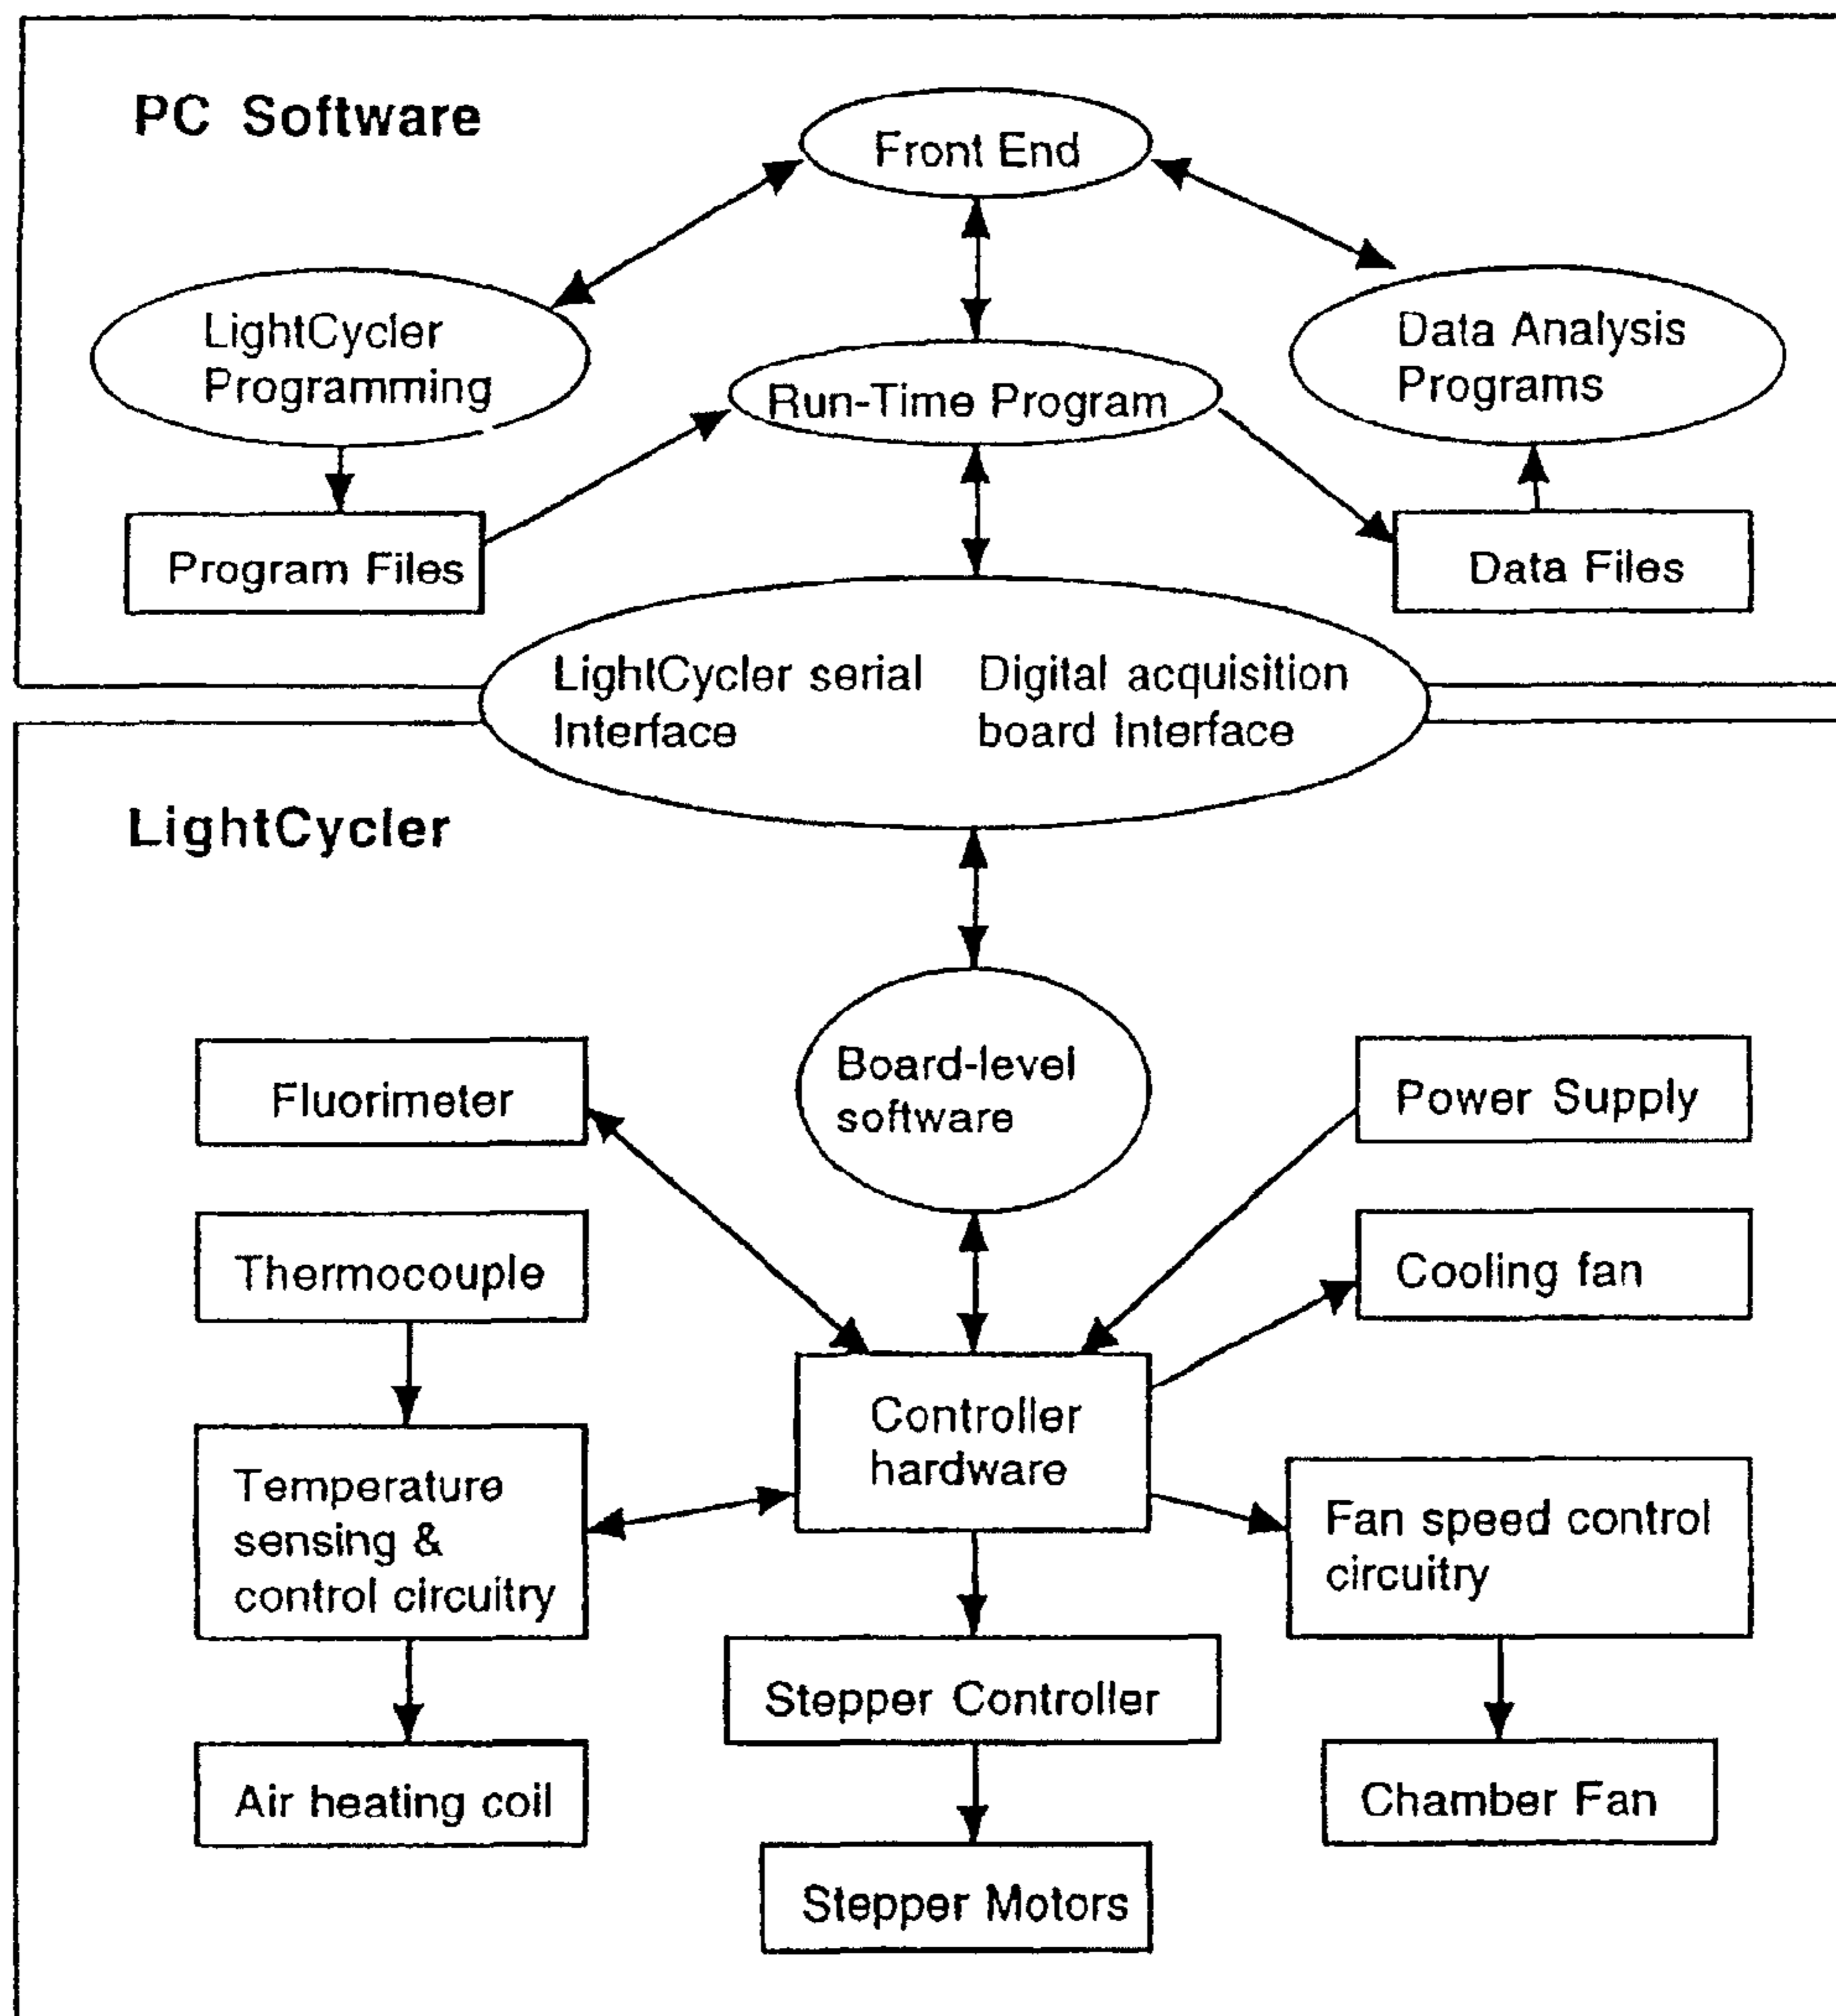 PC Software
Front End
LightCycler
Programming
Run-Time Program
Data Analysis
Programs
Program Files
Data Files
LightCycler serial
Interface
Digital acquisition
board Interface
LightCycler
Board-level
software
Fluorimeter
Power Supply
Thermocouple
Cooling fan
Controller
hardware
Temperature
sensing &
control circuitry
Fan speed control
circuitry
Stepper Controller
Air heating coil
Chamber Fan
Stepper Motors